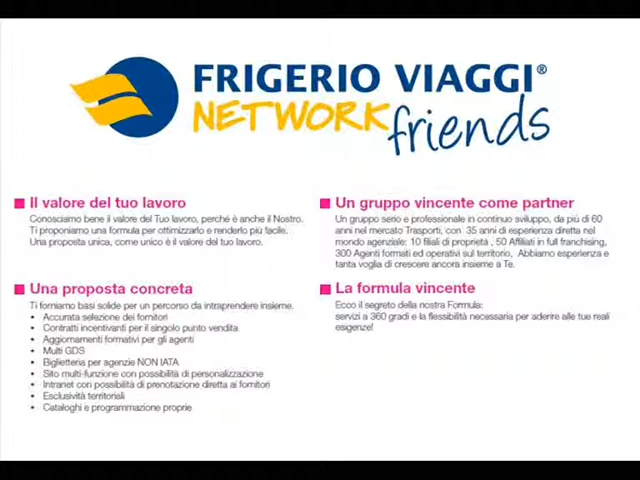 FRIGERIO VIAGGI®
NETWORK friends
Il valore del tuo lavoro
Conosciamo bene il valore del Tuo lavoro, perché è anche il Nostro.
Ti proponiamo una formula per ottimizzarlo e renderlo più facile.
Una proposta unica, come unico è il valore del tuo lavoro.
Una proposta concreta
Ti forniamo basi solide per un percorso da intraprendere insieme.
• Accurata selezione dei fornitori
• Contratti incentivanti per il singolo punto vendita
• Aggiornamenti formativi per gli agenti
• Multi GDS
• Biglietteria per agenzie NON IATA
• Sito multi-funzione con possibilità di personalizzazione
• Intranet con possibilità di prenotazione diretta ai fornitori
• Esclusività territoriali
• Cataloghi e programmazione proprie
Un gruppo vincente come partner
Un gruppo serio e professionale in continuo sviluppo, da più di 60
anni nel mercato Trasporti, con 35 anni di esperienza diretta nel
mondo agenziale: 10 filiali di proprietà , 50 Affiliati in full franchising,
300 Agenti formati ed operativi sul territorio, Abbiamo esperienza e
tanta voglia di crescere ancora insieme a Te.
La formula vincente
Ecco il segreto della nostra Formula:
servizi a 360 gradi e la flessibilità necessaria per aderire alle tue reali
esigenze!